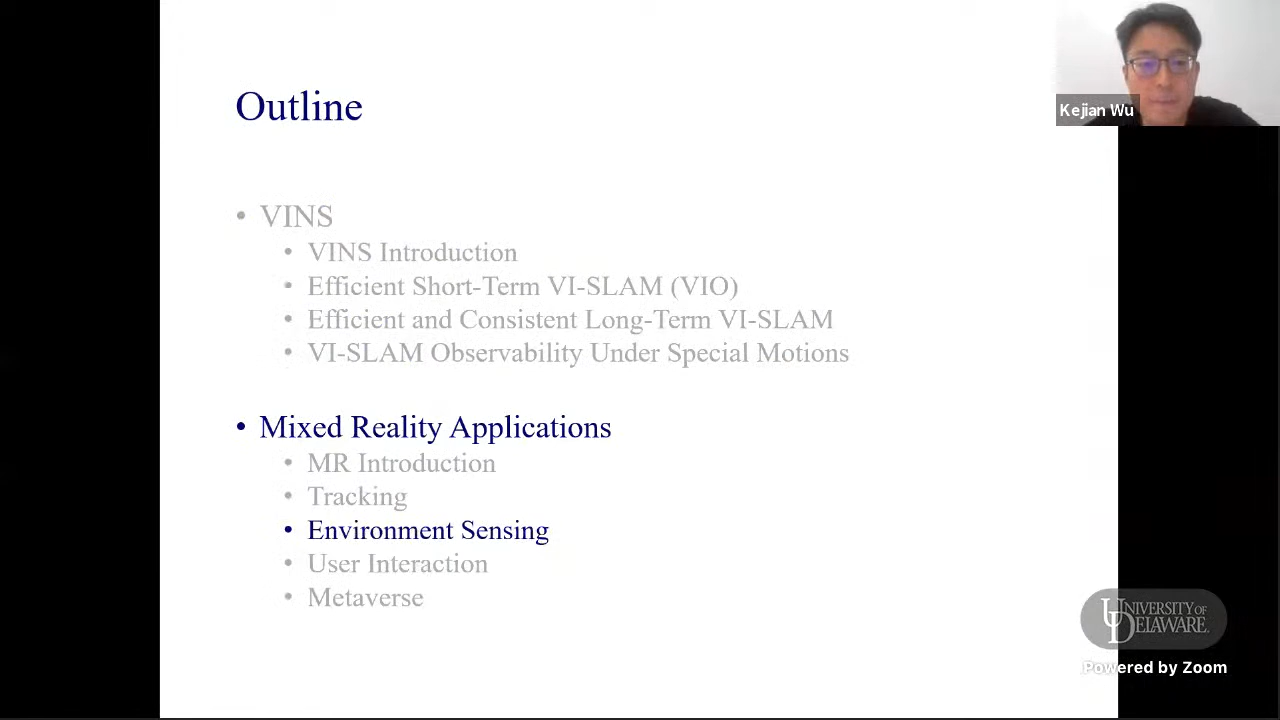 Outline
Kejian Wu
• VINS
• VINS Introduction
• Efficient Short-Term VI-SLAM (VIO)
• Efficient and Consistent Long-Term VI-SLAM
• VI-SLAM Observability Under Special Motions
• Mixed Reality Applications
• MR Introduction
• Tracking
• Environment Sensing
• User Interaction
• Metaverse
UNIVERSITY OF
DELAWARE.
Powered by Zoom